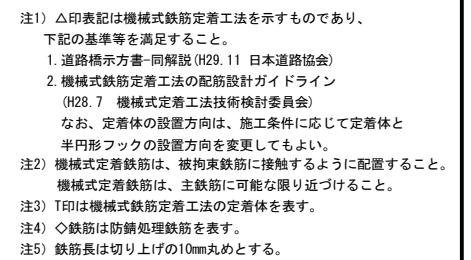 注1) △印表記は機械式鉄筋定着工法を示すものであり、
下記の基準等を満足すること。
1.道路橋示方書-同解説(H29.11 日本道路協会)
2.機械式鉄筋定着工法の配筋設計ガイドライン
(H28.7 機械式定着工法技術検討委員会)
なお、定着体の設置方向は、施工条件に応じて定着体と
半円形フックの設置方向を変更してもよい。
注2) 機械式定着鉄筋は、被拘束鉄筋に接触するように配置すること。
機械式定着鉄筋は、主鉄筋に可能な限り近づけること。
注3) T印は機械式鉄筋定着工法の定着体を表す。
注4) ◇鉄筋は防錆処理鉄筋を表す。
注5) 鉄筋長は切り上げの10mm丸めとする。